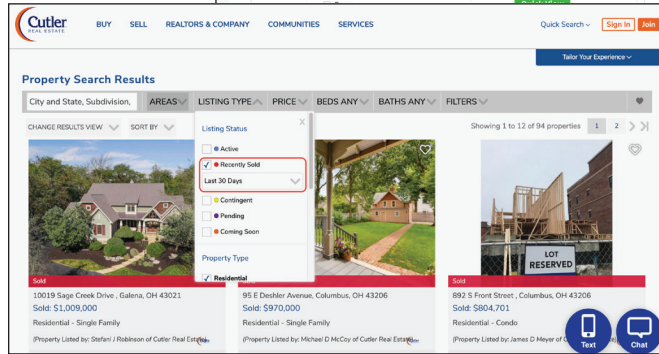 Cutler
REAL ESTATE
BUY SELL REALTORS & COMPANY COMMUNITIES SERVICES
Quick Search
Sign In
Join
Tailor Your Experience
Property Search Results
City and State, Subdivision,
AREAS LISTING TYPE PRICE BEDS ANY BATHS ANY FILTERS
CHANGE RESULTS VIEW SORT BY
Showing 1 to 12 of 94 properties 1 2
Listing Status
X
Active
Recently Sold
Last 30 Days
Contingent
Pending
Coming Soon
Property Type
Residential
LOT
RESERVED
Sold
Sold
10019 Sage Creek Drive , Galena, OH 43021
Sold: $1,009,000
Residential - Single Family
(Property Listed by: Stefani J Robinson of Cutler Real Estate)
95 E Deshler Avenue, Columbus, OH 43206
Sold: $970,000
Residential - Single Family
(Property Listed by: Michael D McCoy of Cutler Real Estate)
892 S Front Street , Columbus, OH 43206
Sold: $804,701
Residential - Condo
(Property Listed by: James D Meyer of
Text
Chat